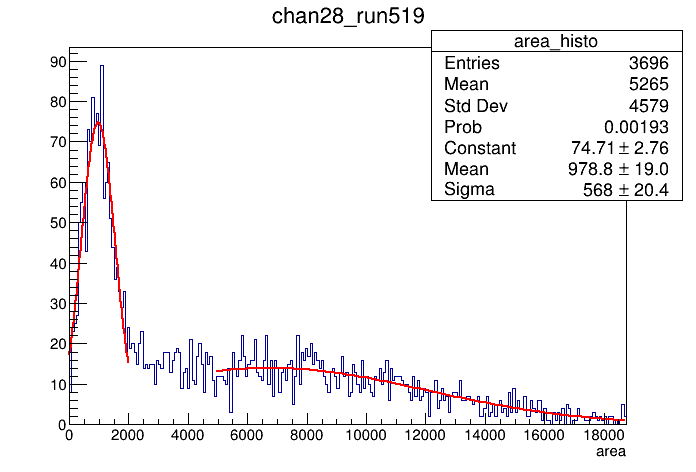 chan28_run519
area_histo
Entries 3696
Mean 5265
Std Dev 4579
Prob 0.00193
Constant 74.71 ± 2.76
Mean 978.8 ± 19.0
Sigma 568 ± 20.4
90
80
70
60
50
40
30
20
10
0
0 2000 4000 6000 8000 10000 12000 14000 16000 18000
area